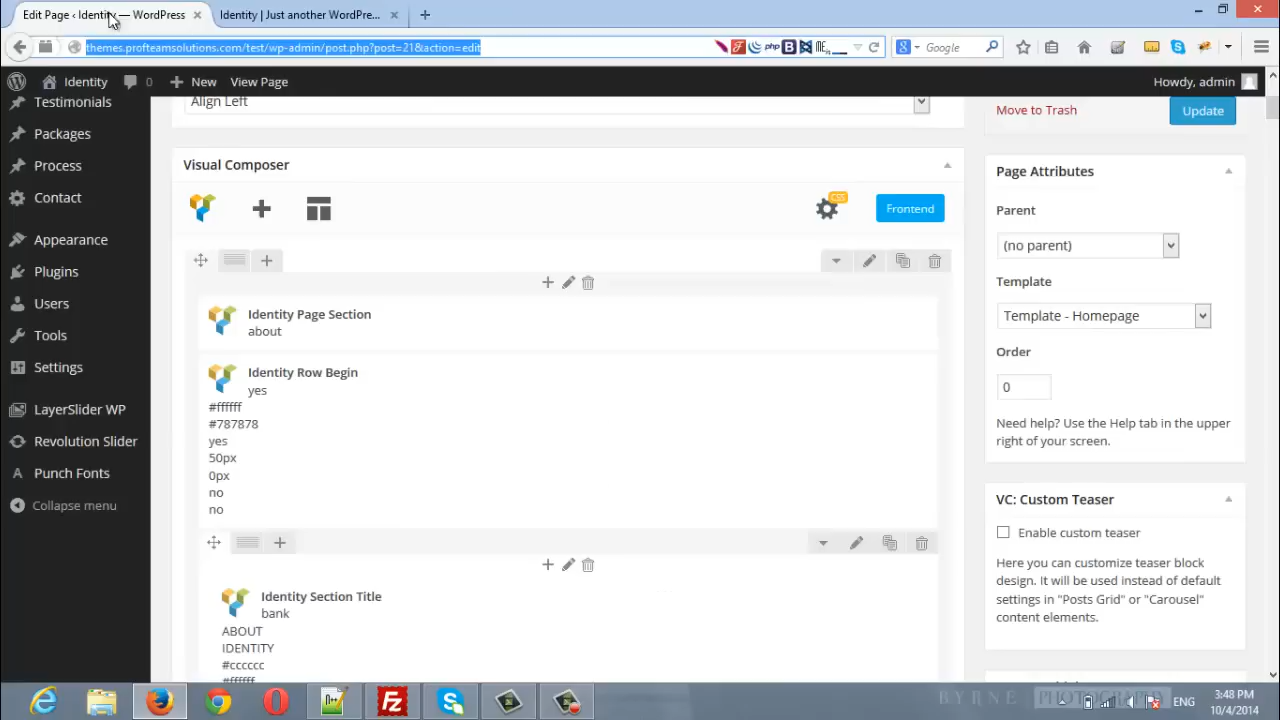 Edit Page ‹ Identity — WordPress
Identity | Just another WordPre...
themes.profteamsolutions.com/test/wp-admin/post.php?post=218&action=edit
php
Google
Identity
0
New
View Page
Howdy, admin
Testimonials
Packages
Process
Contact
Appearance
Plugins
Users
Tools
Settings
LayerSlider WP
Revolution Slider
Punch Fonts
Collapse menu
Align Left
Visual Composer
CSS
Frontend
Identity Page Section
about
Identity Row Begin
yes
#ffffff
#787878
yes
50px
0px
no
no
Identity Section Title
bank
ABOUT
IDENTITY
#cccccc
#ffffff
Move to Trash
Update
Page Attributes
Parent
(no parent)
Template
Template - Homepage
Order
0
Need help? Use the Help tab in the upper
right of your screen.
VC: Custom Teaser
Enable custom teaser
Here you can customize teaser block
design. It will be used instead of default
settings in "Posts Grid" or "Carousel"
content elements.
BYRNE PHOTOGRAPHY
ENG
3:48 PM
10/4/2014